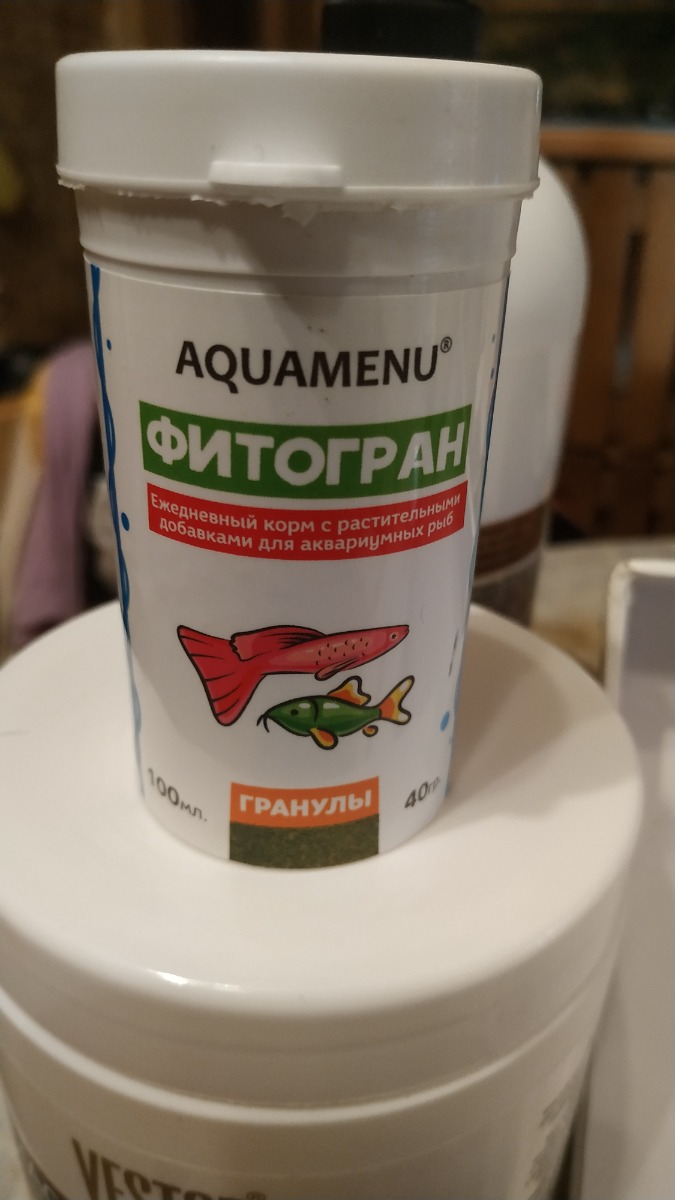 AQUAMENU®
ФИТОГРАН
Ежедневный корм с растительными
добавками для аквариумных рыб
100мл.
ГРАНУЛЫ
40гр.